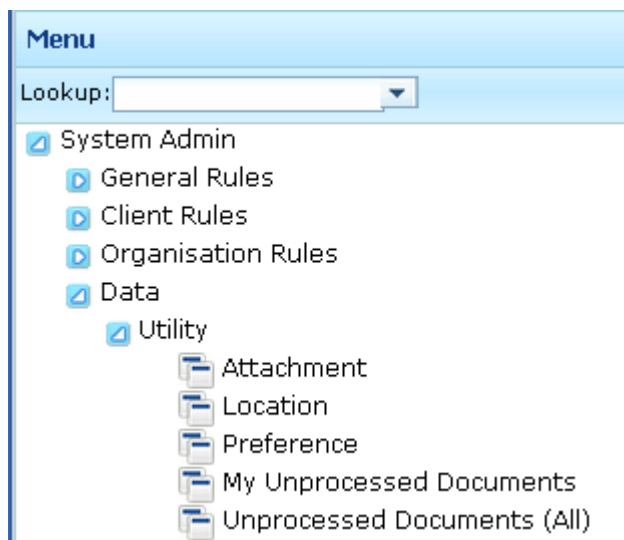 Menu
Lookup:
System Admin
General Rules
Client Rules
Organisation Rules
Data
Utility
Attachment
Location
Preference
My Unprocessed Documents
Unprocessed Documents (All)